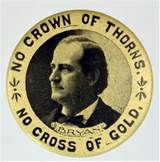 NO CROWN OF THORNS.
BRYAN
NO CROSS OF GOLD.